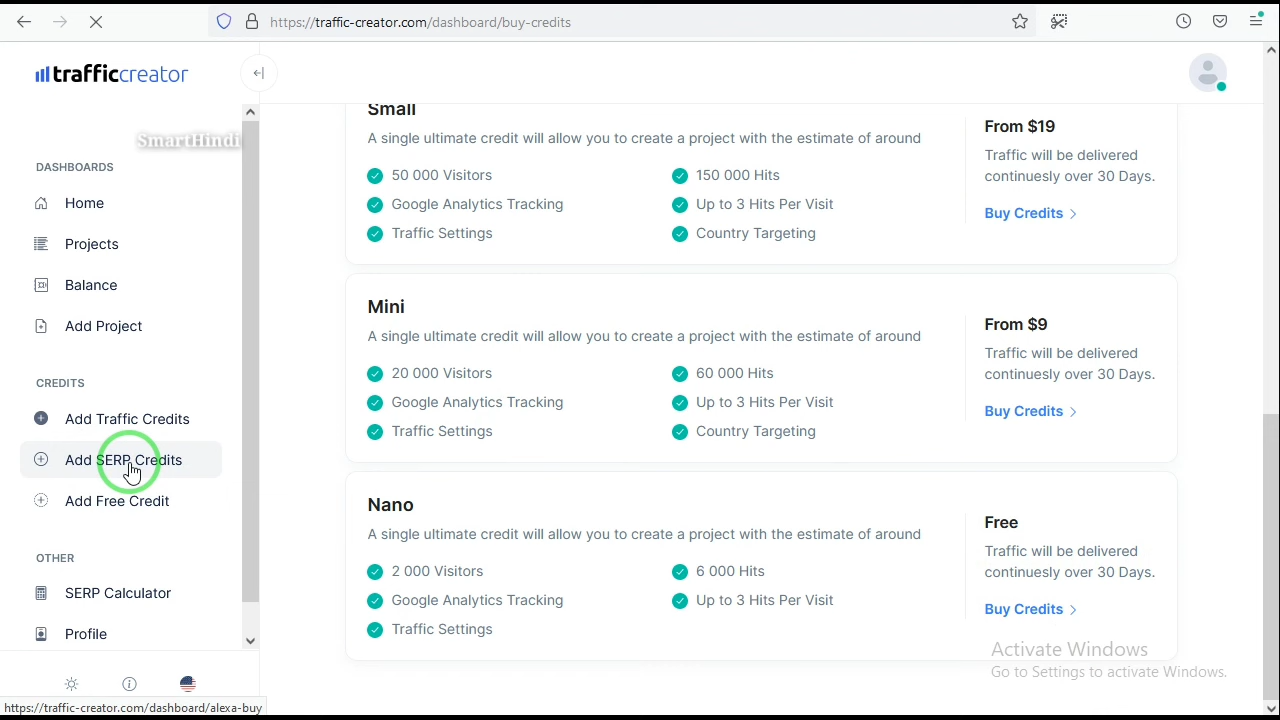 https://traffic-creator.com/dashboard/buy-credits
trafficcreator
SmartHindi
DASHBOARDS
Home
Projects
Balance
Add Project
CREDITS
Add Traffic Credits
Add SERP Credits
Add Free Credit
OTHER
SERP Calculator
Profile
https://traffic-creator.com/dashboard/alexa-buy
Small
A single ultimate credit will allow you to create a project with the estimate of around
50 000 Visitors
150 000 Hits
Google Analytics Tracking
Up to 3 Hits Per Visit
Traffic Settings
Country Targeting
From $19
Traffic will be delivered
continuesly over 30 Days.
Buy Credits
Mini
A single ultimate credit will allow you to create a project with the estimate of around
20 000 Visitors
60 000 Hits
Google Analytics Tracking
Up to 3 Hits Per Visit
Traffic Settings
Country Targeting
From $9
Traffic will be delivered
continuesly over 30 Days.
Buy Credits
Nano
A single ultimate credit will allow you to create a project with the estimate of around
2 000 Visitors
6 000 Hits
Google Analytics Tracking
Up to 3 Hits Per Visit
Traffic Settings
Free
Traffic will be delivered
continuesly over 30 Days.
Buy Credits
Activate Windows
Go to Settings to activate Windows.